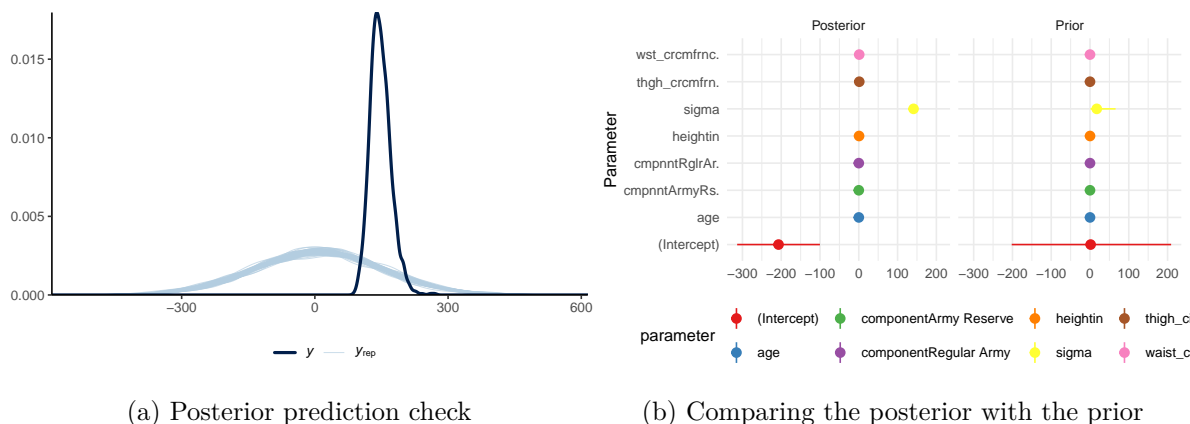 0.015
0.010
0.005
0.000
−300
0
300
600
y
yrep
(a) Posterior prediction check
Posterior
Prior
Parameter
wst_crcmfrnc.
thgh_crcmfrn.
sigma
heightin
cmpnntRglrAr.
cmpnntArmyRs.
age
(Intercept)
−300 −200 −100 0 100 200
−300 −200 −100 0 100 200
parameter
(Intercept)
componentArmy Reserve
heightin
thigh_ci
age
componentRegular Army
sigma
waist_c
(b) Comparing the posterior with the prior